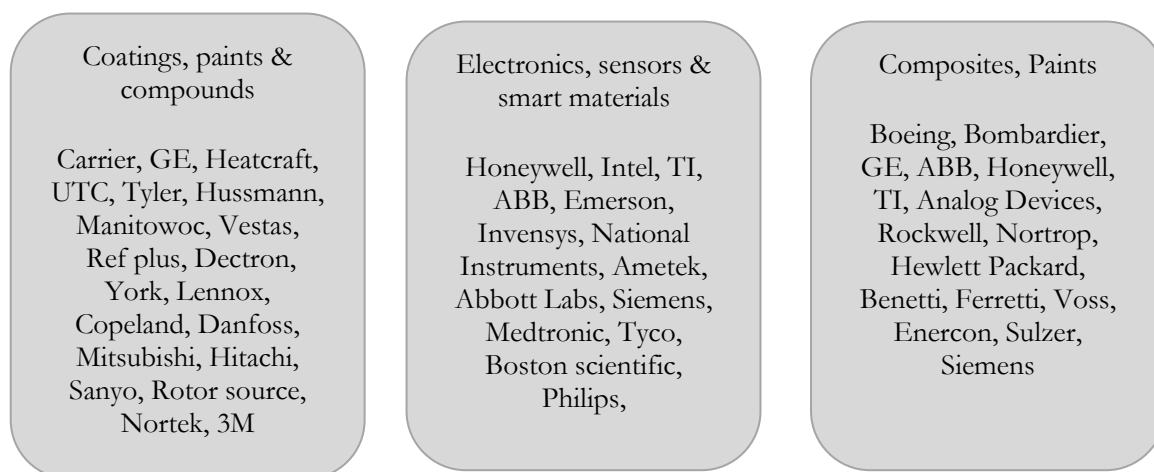 Coatings, paints &
compounds
Carrier, GE, Heatcraft,
UTC, Tyler, Hussmann,
Manitowoc, Vestas,
Ref plus, Dectron,
York, Lennox,
Copeland, Danfoss,
Mitsubishi, Hitachi,
Sanyo, Rotor source,
Nortek, 3M
Electronics, sensors &
smart materials
Honeywell, Intel, TI,
ABB, Emerson,
Invensys, National
Instruments, Ametek,
Abbott Labs, Siemens,
Medtronic, Tyco,
Boston scientific,
Philips,
Composites, Paints
Boeing, Bombardier,
GE, ABB, Honeywell,
TI, Analog Devices,
Rockwell, Nortrop,
Hewlett Packard,
Benetti, Ferretti, Voss,
Enercon, Sulzer,
Siemens